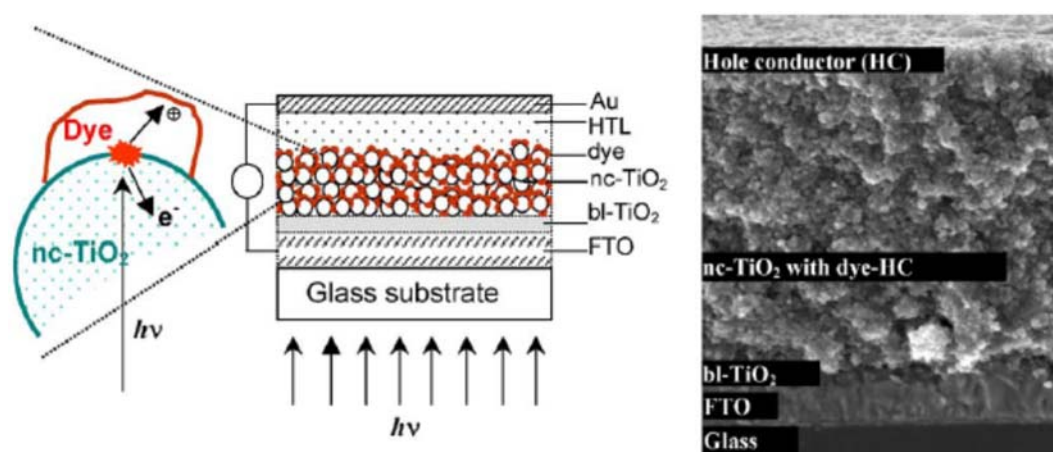 Dye
⊕
e-
nc-TiO₂
hν
Au
HTL
dye
nc-TiO₂
bl-TiO₂
FTO
Glass substrate
hν
Hole conductor (HC)
nc-TiO₂ with dye-HC
bl-TiO₂
FTO
Glass